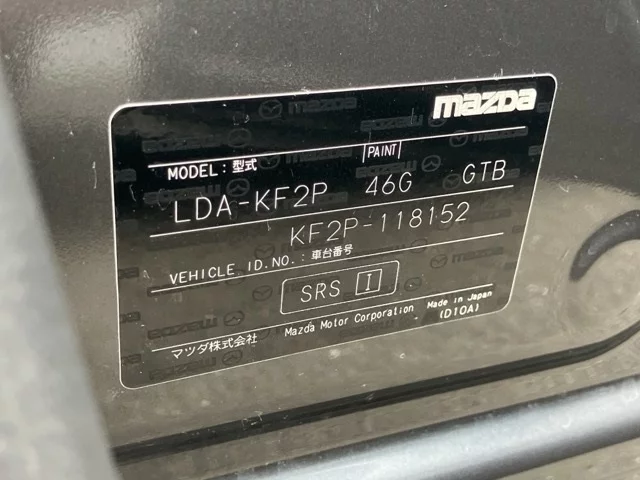 mazda
MODEL:型式 PAINT
LDA-KF2P 46G GTB
KF2P-118152
VEHICLE ID.NO.:車台番号
SRS I
マツダ株式会社 Mazda Motor Corporation Made in Japan
(D10A)